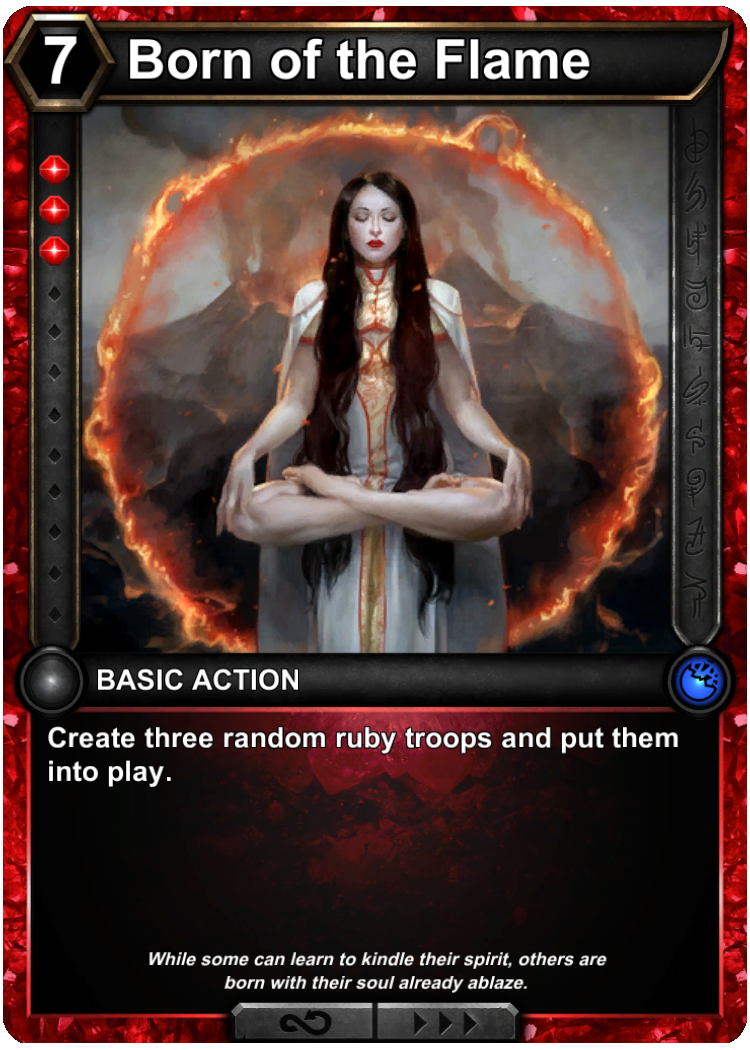 7
Born of the Flame
BASIC ACTION
Create three random ruby troops and put them
into play.
While some can learn to kindle their spirit, others are
born with their soul already ablaze.